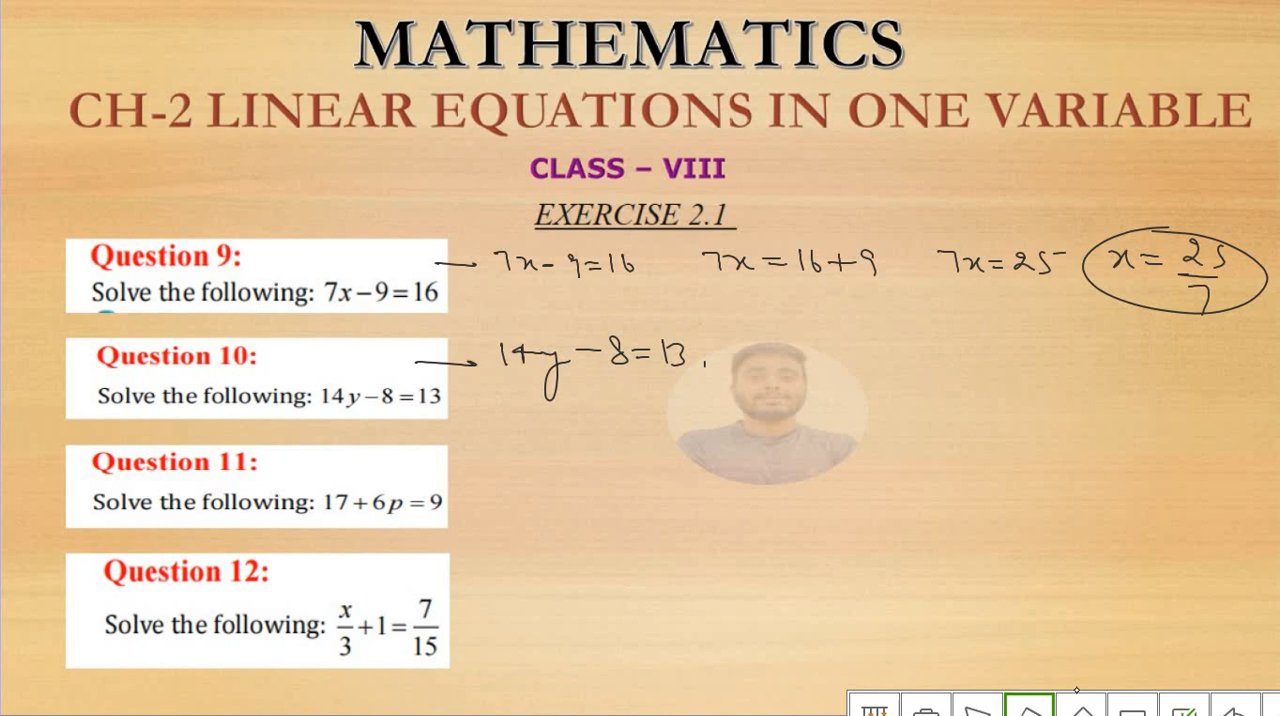 MATHEMATICS
CH-2 LINEAR EQUATIONS IN ONE VARIABLE
CLASS – VIII
EXERCISE 2.1
Question 9:
Solve the following: 7x−9=16
7x-9=16 7x=16+9 7x=25 x=25/7
Question 10:
Solve the following: 14y−8=13
14y-8=13
Question 11:
Solve the following: 17+6p=9
Question 12:
Solve the following: x/3+1=7/15